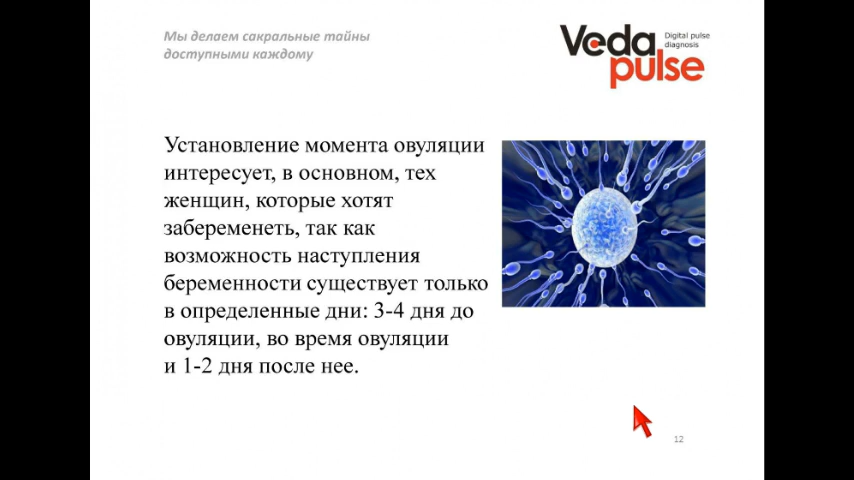 Мы делаем сакральные тайны
доступными каждому
Veda
pulse
Digital pulse
diagnosis
Установление момента овуляции
интересует, в основном, тех
женщин, которые хотят
забеременеть, так как
возможность наступления
беременности существует только
в определенные дни: 3-4 дня до
овуляции, во время овуляции
и 1-2 дня после нее.
12